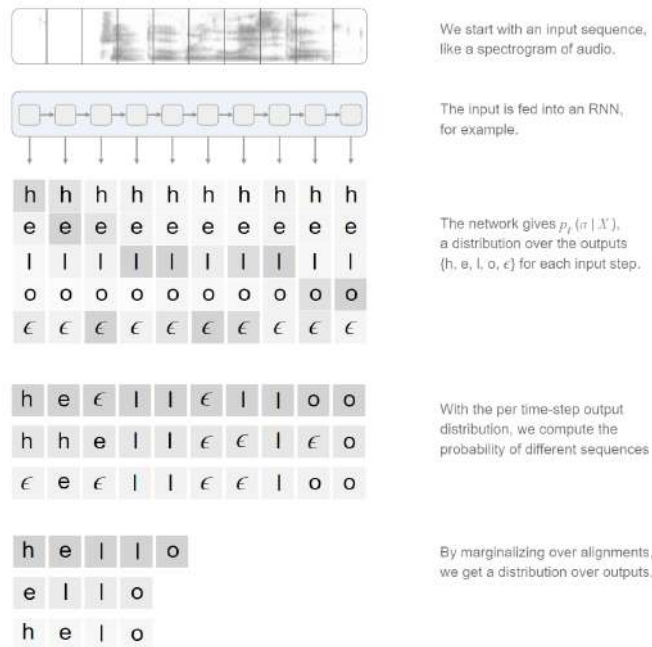 We start with an input sequence,
like a spectrogram of audio.
The input is fed into an RNN,
for example.
h h h h h h h h h h
e e e e e e e e e e
l l l l l l l l l l
o o o o o o o o o o
ϵ ϵ ϵ ϵ ϵ ϵ ϵ ϵ ϵ ϵ
The network gives pₜ (a | X),
a distribution over the outputs
{h, e, l, o, ϵ} for each input step.
h e ϵ l l ϵ l l o o
h h e l l ϵ ϵ l ϵ o
ϵ e ϵ l l ϵ ϵ l o o
With the per time-step output
distribution, we compute the
probability of different sequences
h e l l o
e l l o
h e l o
By marginalizing over alignments,
we get a distribution over outputs.